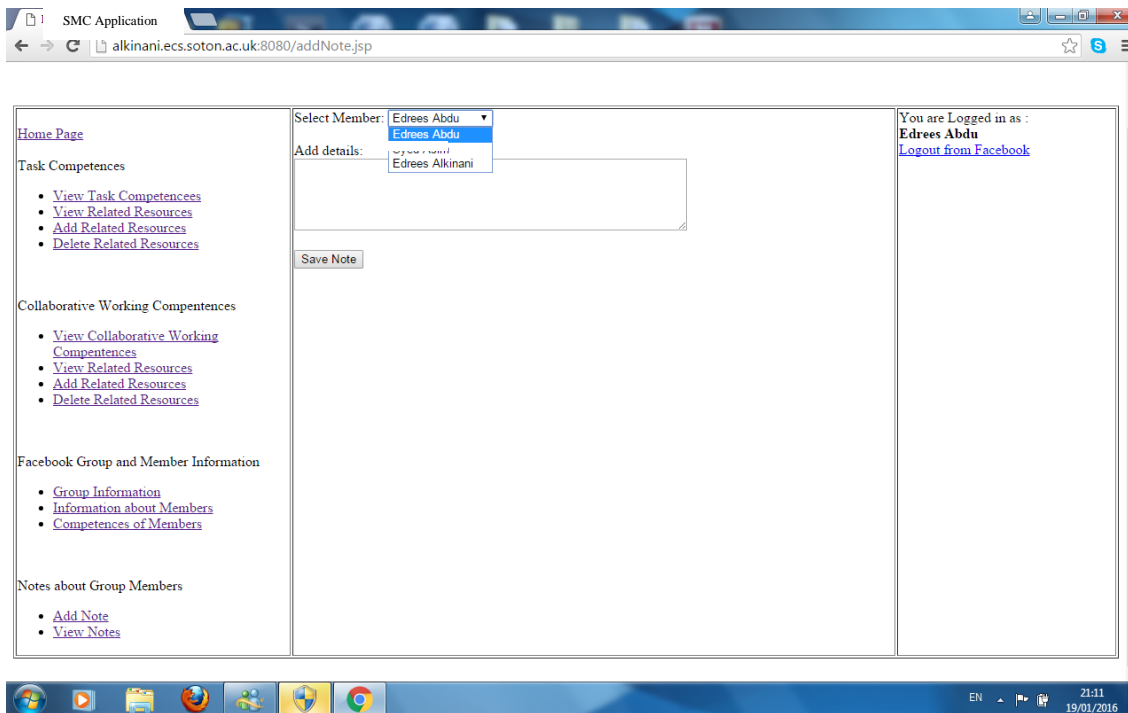 SMC Application
alkinani.ecs.soton.ac.uk:8080/addNote.jsp
Home Page
Task Competences
View Task Competencees
View Related Resources
Add Related Resources
Delete Related Resources
Collaborative Working Compentences
View Collaborative Working
Compentences
View Related Resources
Add Related Resources
Delete Related Resources
Facebook Group and Member Information
Group Information
Information about Members
Competences of Members
Notes about Group Members
Add Note
View Notes
Select Member: Edrees Abdu
Edrees Abdu
Edrees Alkinani
Add details:
Save Note
You are Logged in as :
Edrees Abdu
Logout from Facebook
EN
21:11
19/01/2016